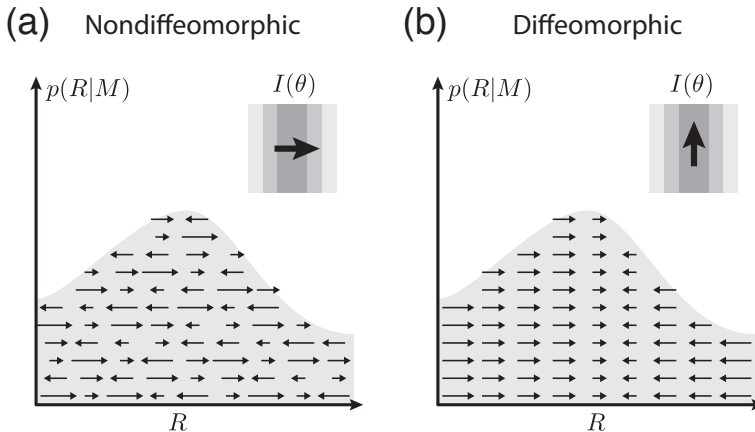 (a) Nondiffeomorphic
p(R|M)
I(θ)
R
(b) Diffeomorphic
p(R|M)
I(θ)
R